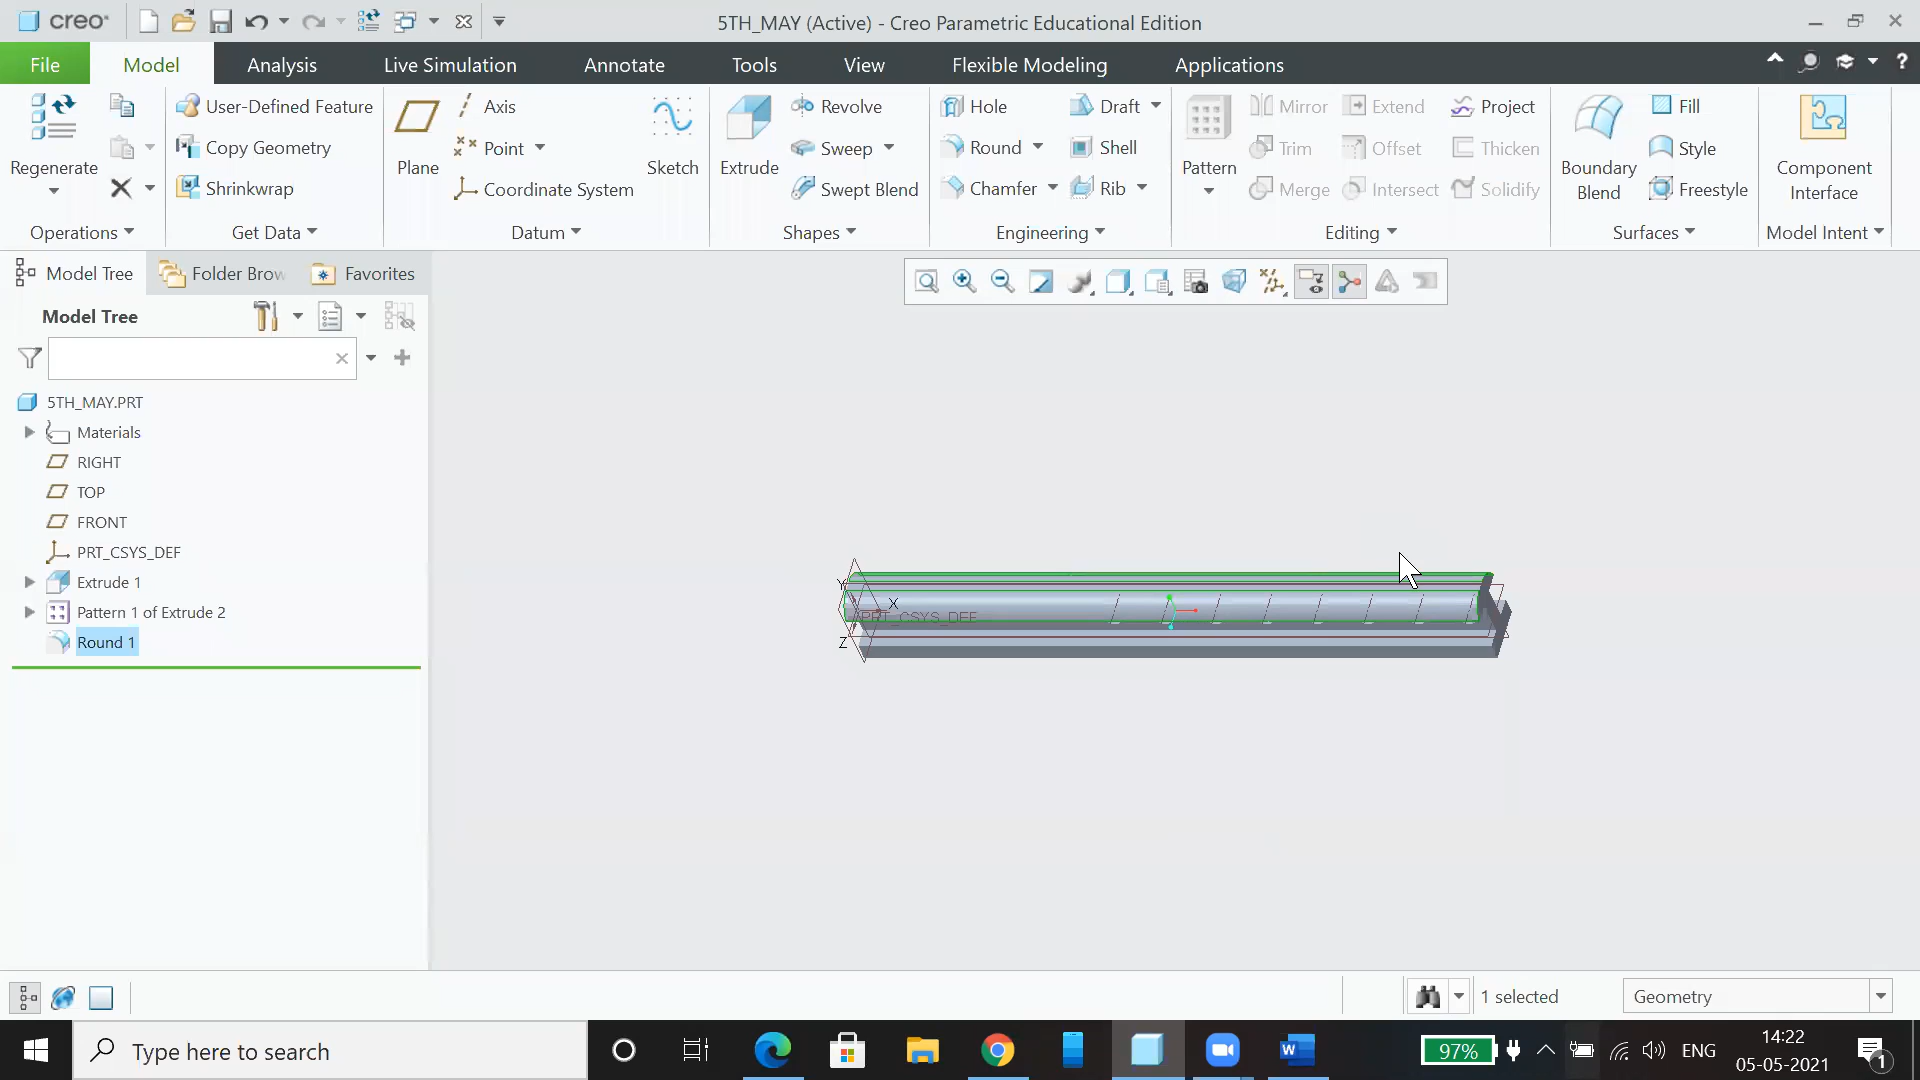 creo
5TH_MAY (Active) - Creo Parametric Educational Edition
File
Model
Analysis
Live Simulation
Annotate
Tools
View
Flexible Modeling
Applications
Regenerate
User-Defined Feature
Copy Geometry
Shrinkwrap
Plane
Axis
Point
Coordinate System
Sketch
Extrude
Revolve
Sweep
Swept Blend
Hole
Round
Chamfer
Draft
Shell
Rib
Pattern
Mirror
Trim
Merge
Extend
Offset
Intersect
Project
Thicken
Solidify
Boundary
Blend
Fill
Style
Freestyle
Component
Interface
Operations
Get Data
Datum
Shapes
Engineering
Editing
Surfaces
Model Intent
Model Tree
Folder Brow
Favorites
Model Tree
5TH_MAY.PRT
Materials
RIGHT
TOP
FRONT
PRT_CSYS_DEF
Extrude 1
Pattern 1 of Extrude 2
Round 1
Y
X
PRT_CSYS_DEF
Z
1 selected
Geometry
Type here to search
W
97%
ENG
14:22
05-05-2021
1